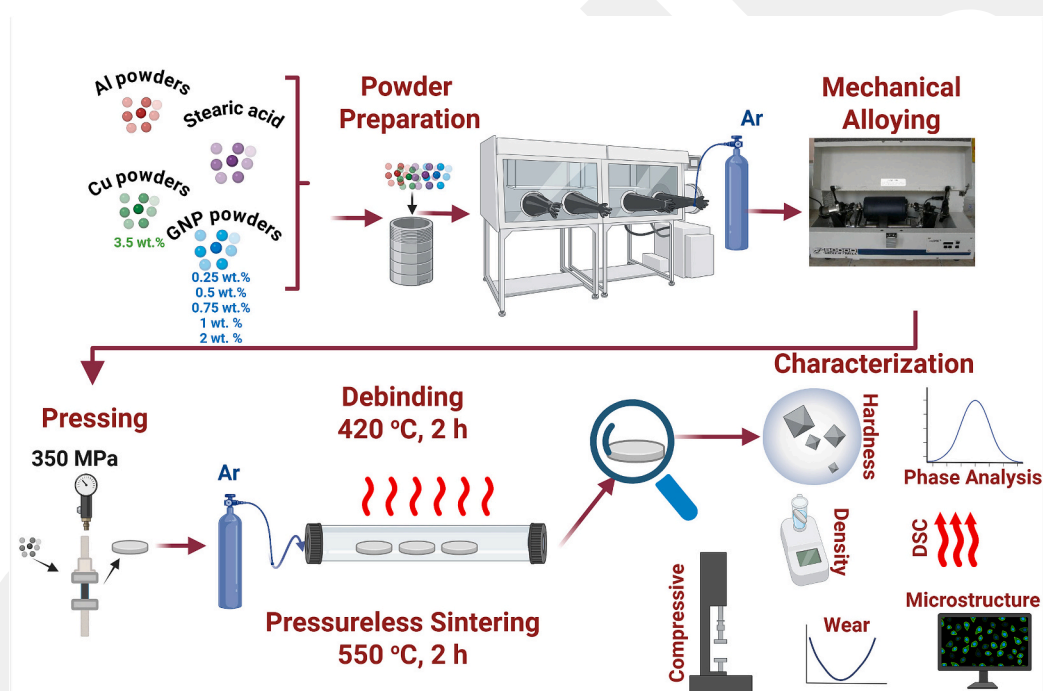 Al powders
Stearic acid
Cu powders
3.5 wt.%
GNP powders
0.25 wt.%
0.5 wt.%
0.75 wt.%
1 wt. %
2 wt. %
Powder
Preparation
Ar
Mechanical
Alloying
Pressing
350 MPa
Ar
Debinding
420 ºC, 2 h
Pressureless Sintering
550 ºC, 2 h
Characterization
Hardness
Phase Analysis
Density
DSC
Compressive
Wear
Microstructure